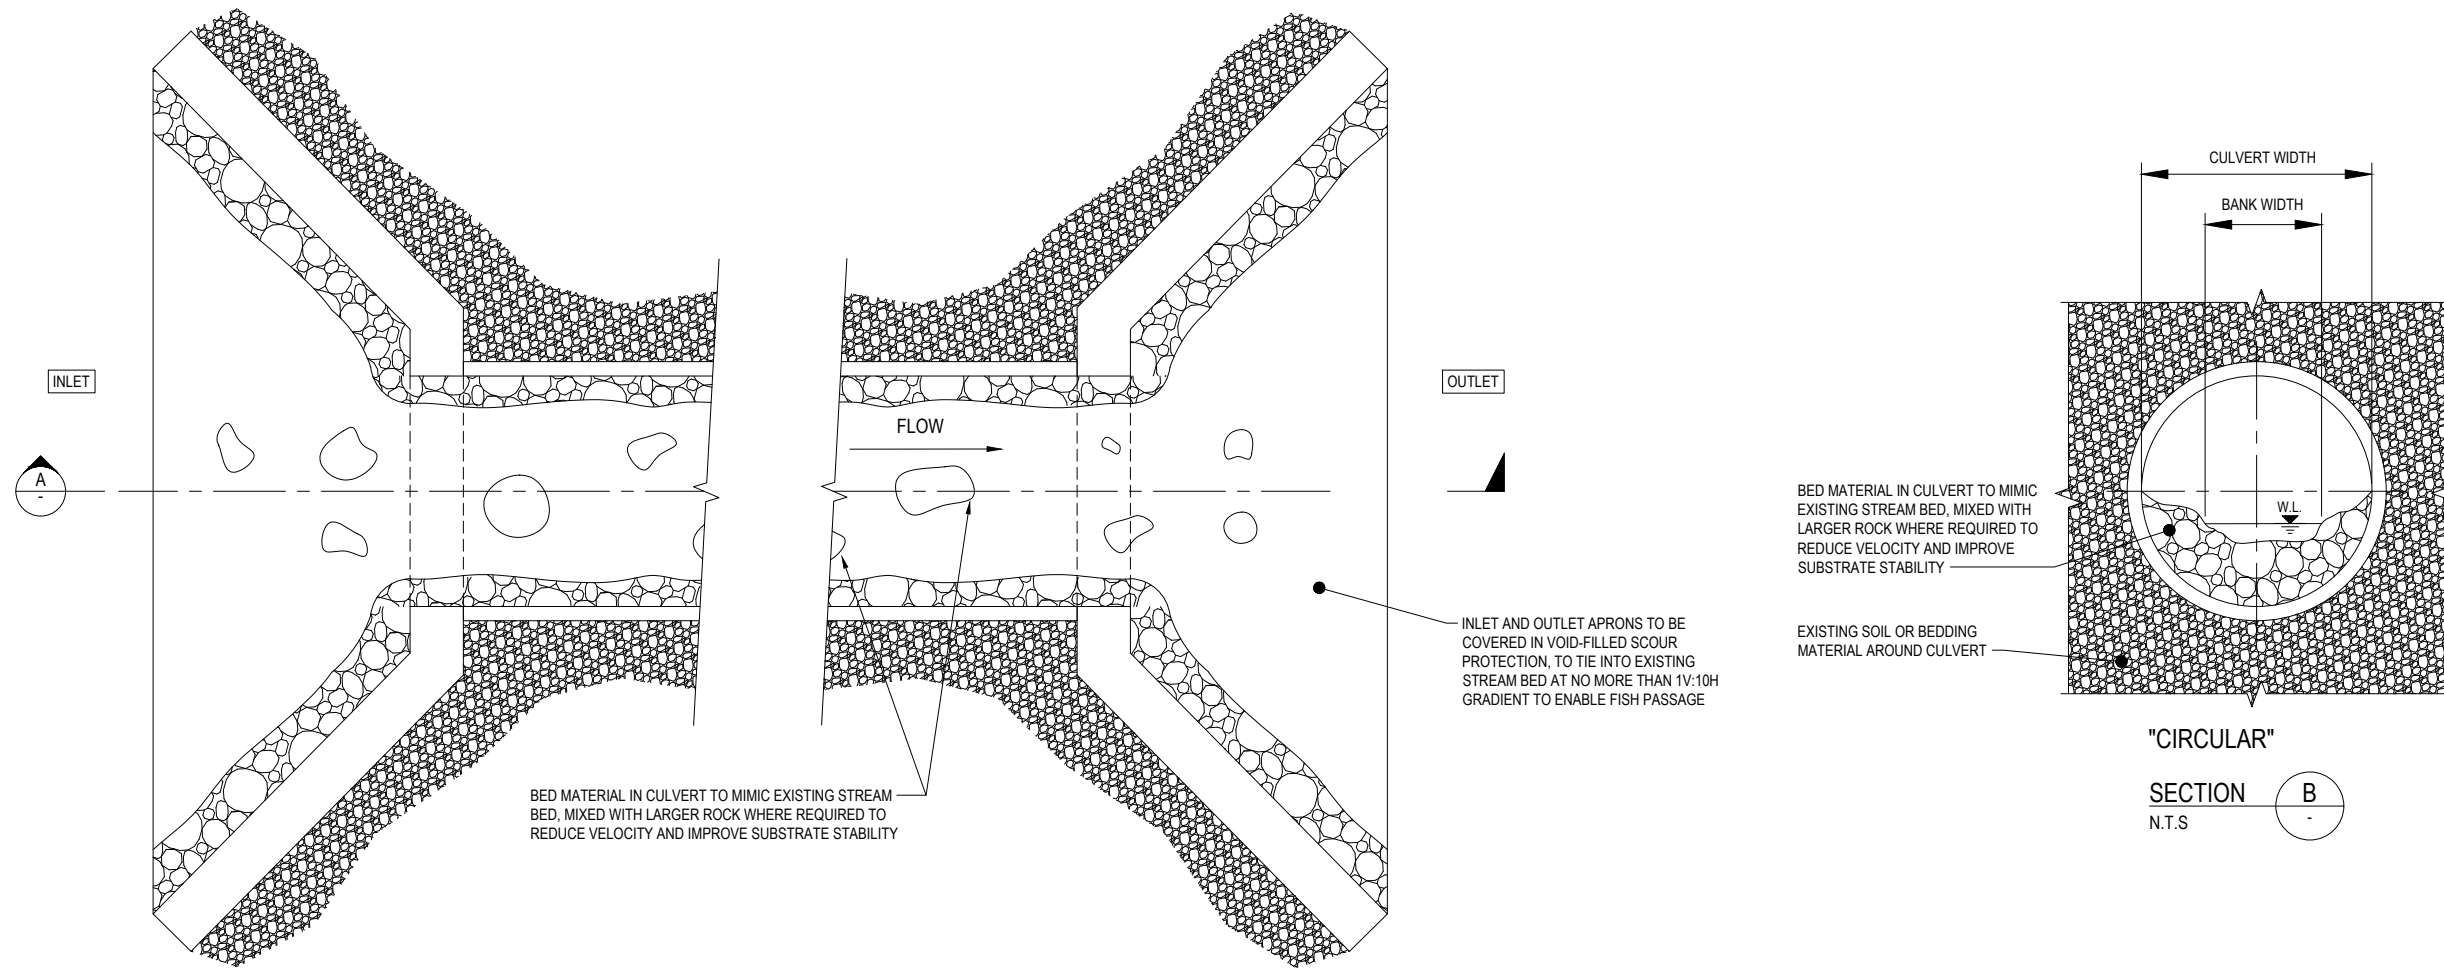 INLET
A
-
FLOW
OUTLET
BED MATERIAL IN CULVERT TO MIMIC EXISTING STREAM
BED, MIXED WITH LARGER ROCK WHERE REQUIRED TO
REDUCE VELOCITY AND IMPROVE SUBSTRATE STABILITY
INLET AND OUTLET APRONS TO BE
COVERED IN VOID-FILLED SCOUR
PROTECTION, TO TIE INTO EXISTING
STREAM BED AT NO MORE THAN 1V:10H
GRADIENT TO ENABLE FISH PASSAGE
CULVERT WIDTH
BANK WIDTH
W.L.
BED MATERIAL IN CULVERT TO MIMIC
EXISTING STREAM BED, MIXED WITH
LARGER ROCK WHERE REQUIRED TO
REDUCE VELOCITY AND IMPROVE
SUBSTRATE STABILITY
EXISTING SOIL OR BEDDING
MATERIAL AROUND CULVERT
"CIRCULAR"
SECTION
B
-
N.T.S